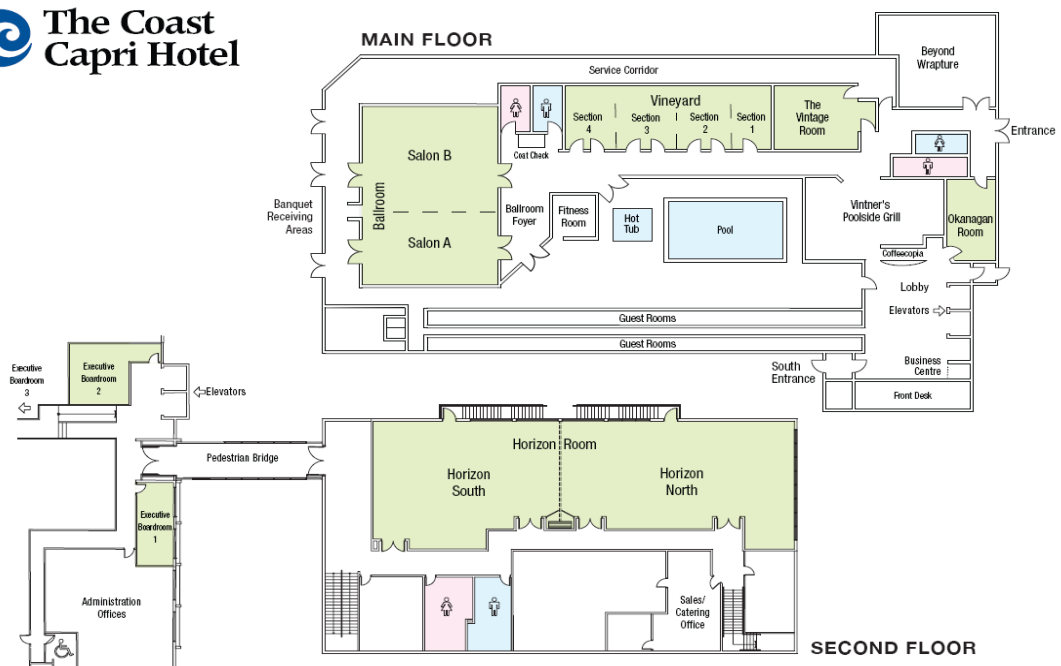 The Coast
Capri Hotel
MAIN FLOOR
Beyond
Wrapture
Service Corridor
Vineyard
Section
4
Section
3
Section
2
Section
1
The
Vintage
Room
Entrance
Coat Check
Salon B
Ballroom
Salon A
Banquet
Receiving
Areas
Ballroom
Foyer
Fitness
Room
Hot
Tub
Pool
Vintner's
Poolside Grill
Okanagan
Room
Coffeecopia
Lobby
Elevators
Guest Rooms
Guest Rooms
South
Entrance
Business
Centre
Front Desk
Executive
Boardroom
3
Executive
Boardroom
2
Elevators
Pedestrian Bridge
Horizon Room
Horizon
South
Horizon
North
Executive
Boardroom
1
Administration
Offices
Sales/
Catering
Office
SECOND FLOOR